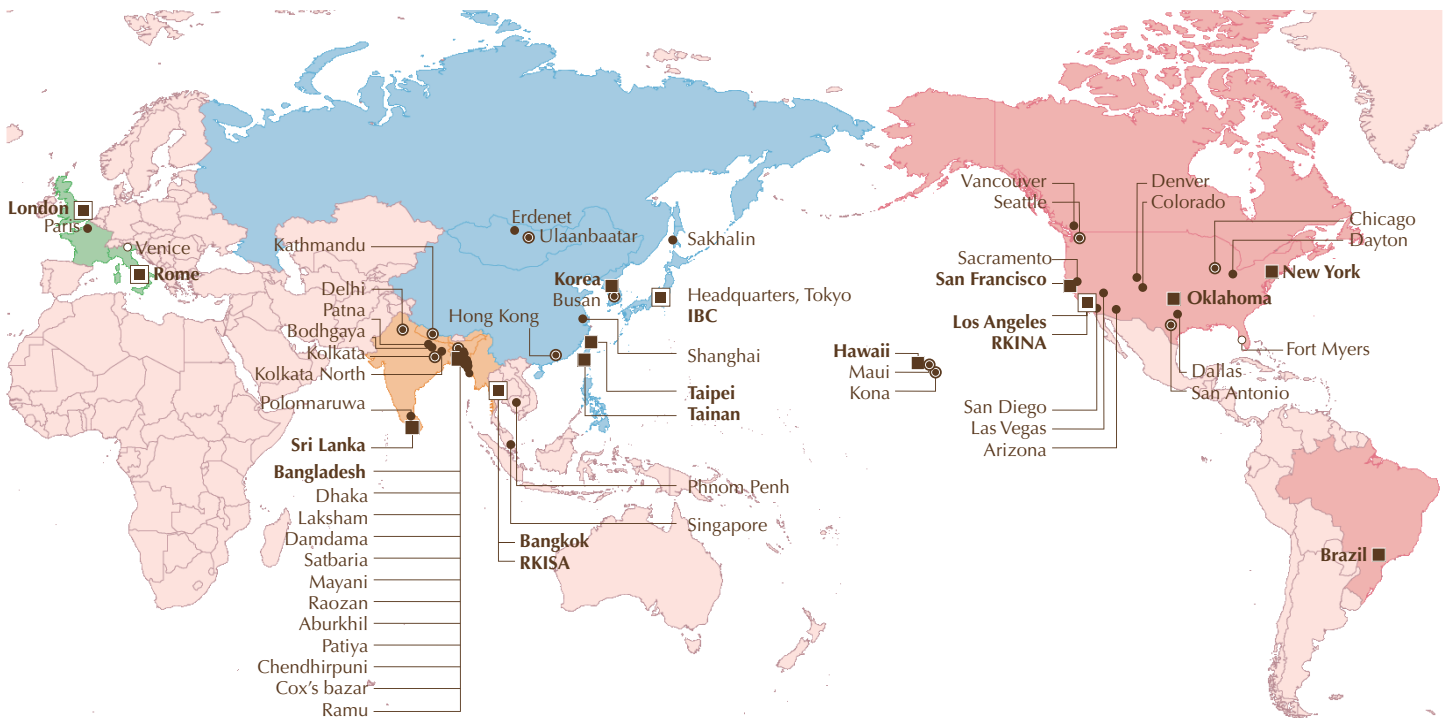 London
Paris
Venice
Rome
Erdenet
Ulaanbaatar
Sakhalin
Kathmandu
Delhi
Patna
Bodhgaya
Kolkata
Kolkata North
Polonnaruwa
Sri Lanka
Bangladesh
Dhaka
Laksham
Damdama
Satbaria
Mayani
Raozan
Aburkhil
Patiya
Chendhirpuni
Cox's bazar
Ramu
Korea
Busan
Hong Kong
Headquarters, Tokyo
IBC
Shanghai
Taipei
Tainan
Phnom Penh
Singapore
Bangkok
RKISA
Hawaii
Maui
Kona
Vancouver
Seattle
Sacramento
San Francisco
Los Angeles
RKINA
San Diego
Las Vegas
Arizona
Denver
Colorado
Chicago
Dayton
New York
Oklahoma
Fort Myers
Dallas
San Antonio
Brazil